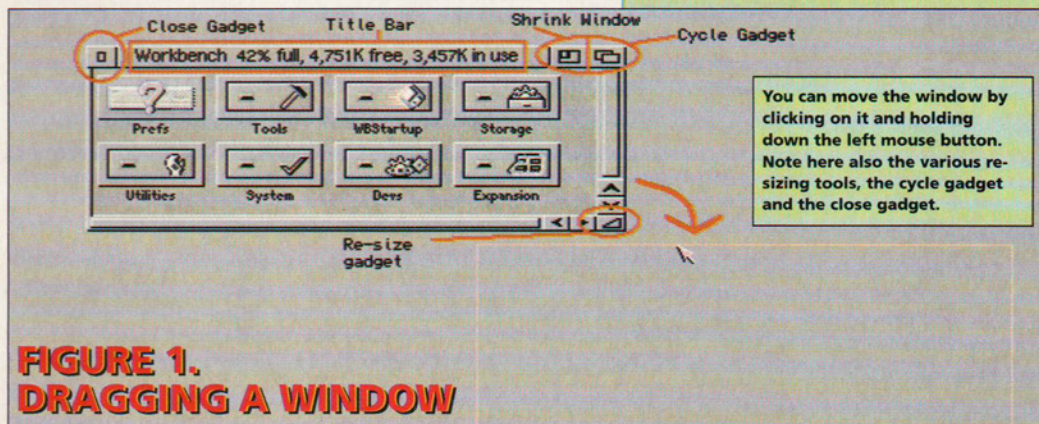 Close Gadget
Title Bar
Shrink Window
Cycle Gadget
Workbench 42% full, 4,751K free, 3,457K in use
Prefs
Tools
WBStartup
Storage
Utilities
System
Devs
Expansion
Re-size
gadget
You can move the window by
clicking on it and holding
down the left mouse button.
Note here also the various re-
sizing tools, the cycle gadget
and the close gadget.
FIGURE 1.
DRAGGING A WINDOW